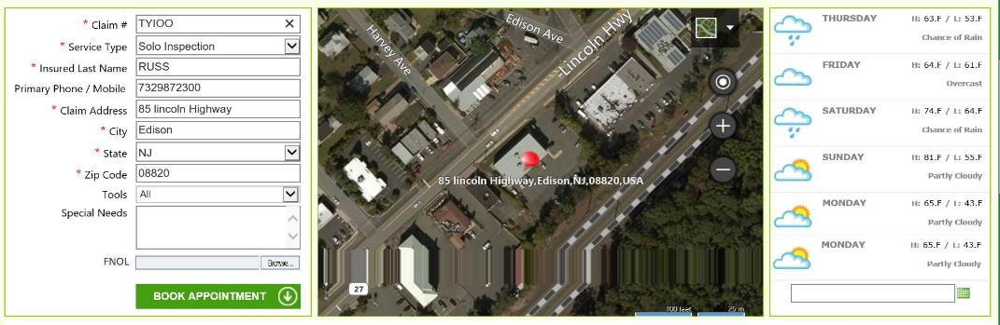 * Claim # TYIOO X
* Service Type Solo Inspection
* Insured Last Name RUSS
Primary Phone / Mobile 7329872300
* Claim Address 85 lincoln Highway
* City Edison
* State NJ
* Zip Code 08820
Tools All
Special Needs
FNOL Browse...
BOOK APPOINTMENT
Edison Ave
Harvey Ave
Lincoln Hwy
85 lincoln Highway,Edison,NJ,08820,USA
27
100 feet 25 m
THURSDAY H: 63.F / L: 53.F
Chance of Rain
FRIDAY H: 64.F / L: 61.F
Overcast
SATURDAY H: 74.F / L: 64.F
Chance of Rain
SUNDAY H: 81.F / L: 55.F
Partly Cloudy
MONDAY H: 65.F / L: 43.F
Partly Cloudy
MONDAY H: 65.F / L: 43.F
Partly Cloudy